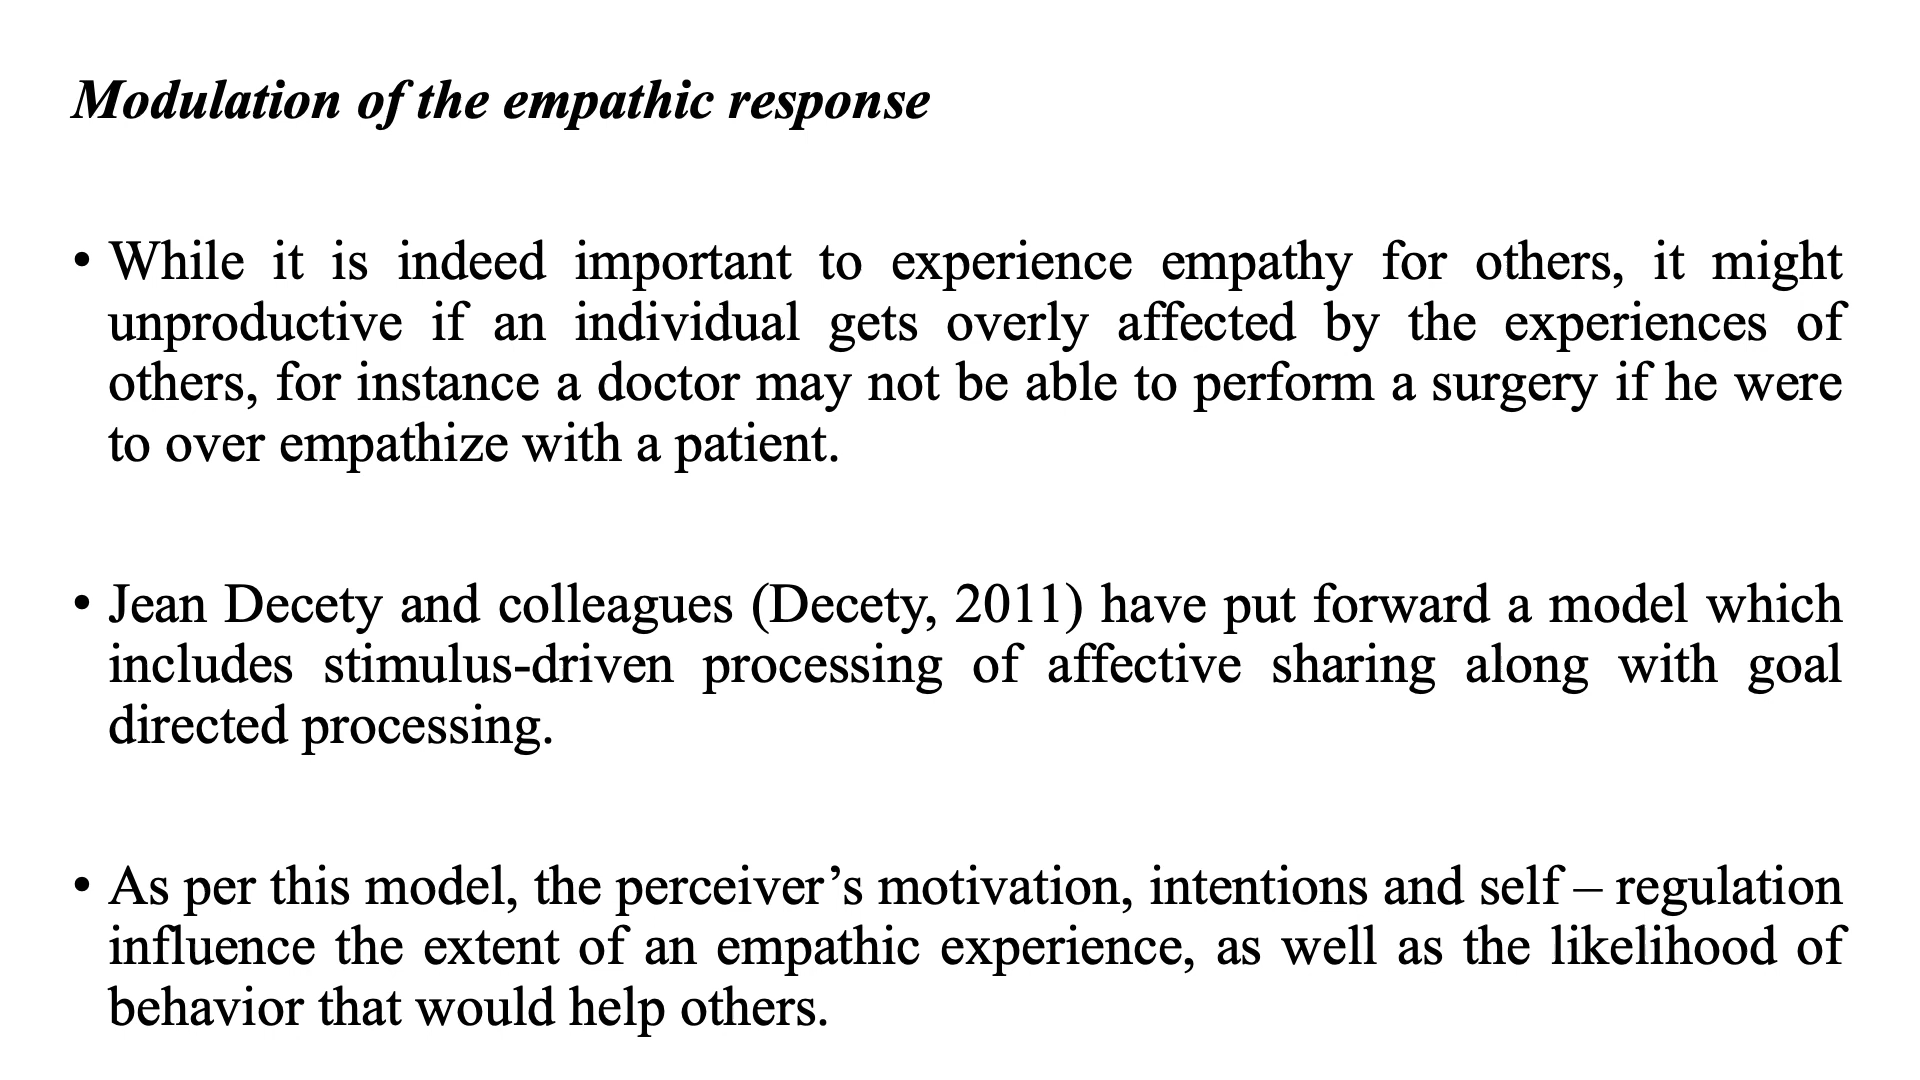 Modulation of the empathic response
• While it is indeed important to experience empathy for others, it might
unproductive if an individual gets overly affected by the experiences of
others, for instance a doctor may not be able to perform a surgery if he were
to over empathize with a patient.
• Jean Decety and colleagues (Decety, 2011) have put forward a model which
includes stimulus-driven processing of affective sharing along with goal
directed processing.
• As per this model, the perceiver’s motivation, intentions and self – regulation
influence the extent of an empathic experience, as well as the likelihood of
behavior that would help others.